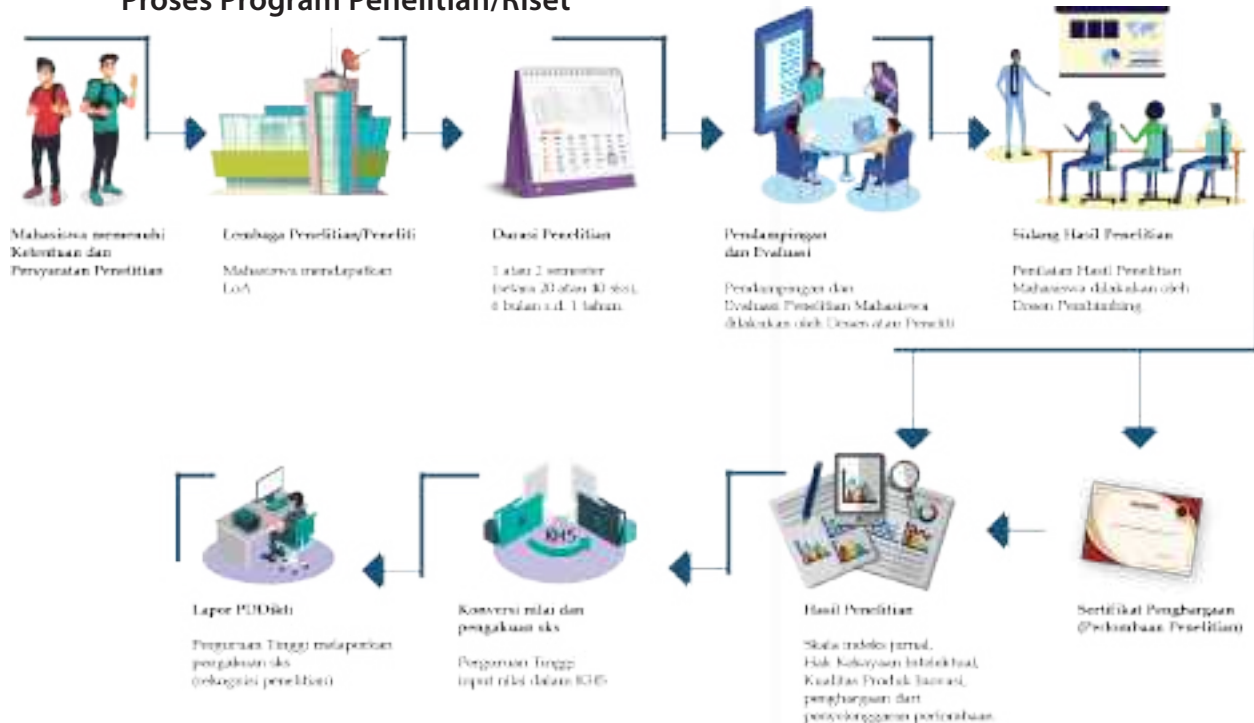 Proses Program Penelitian/Riset
Mahasiswa memenuhi
Ketentuan dan
Persyaratan Penelitian
Lembaga Penelitian/Peneliti
Mahasiswa mendapatkan
LoA
Durasi Penelitian
1 atau 2 semester
(setara 20 atau 40 sks),
6 bulan s.d. 1 tahun.
Pendampingan
dan Evaluasi
Pendampingan dan
Evaluasi Penelitian Mahasiswa
dilakukan oleh Dosen atau Peneliti
Sidang Hasil Penelitian
Penilaian Hasil Penelitian
Mahasiswa dilakukan oleh
Dosen Pembimbing
Lapor PDDikti
Perguruan Tinggi melaporkan
pengakuan sks
(rekognisi penelitian)
KHS
Konversi nilai dan
pengakuan sks
Perguruan Tinggi
input nilai dalam KHS
Hasil Penelitian
Skala indeks jurnal,
Hak Kekayaan Intelektual,
Kualitas Produk Inovasi,
penghargaan dari
penyelenggaraan perlombaan.
Sertifikat Penghargaan
(Perlombaan Penelitian)